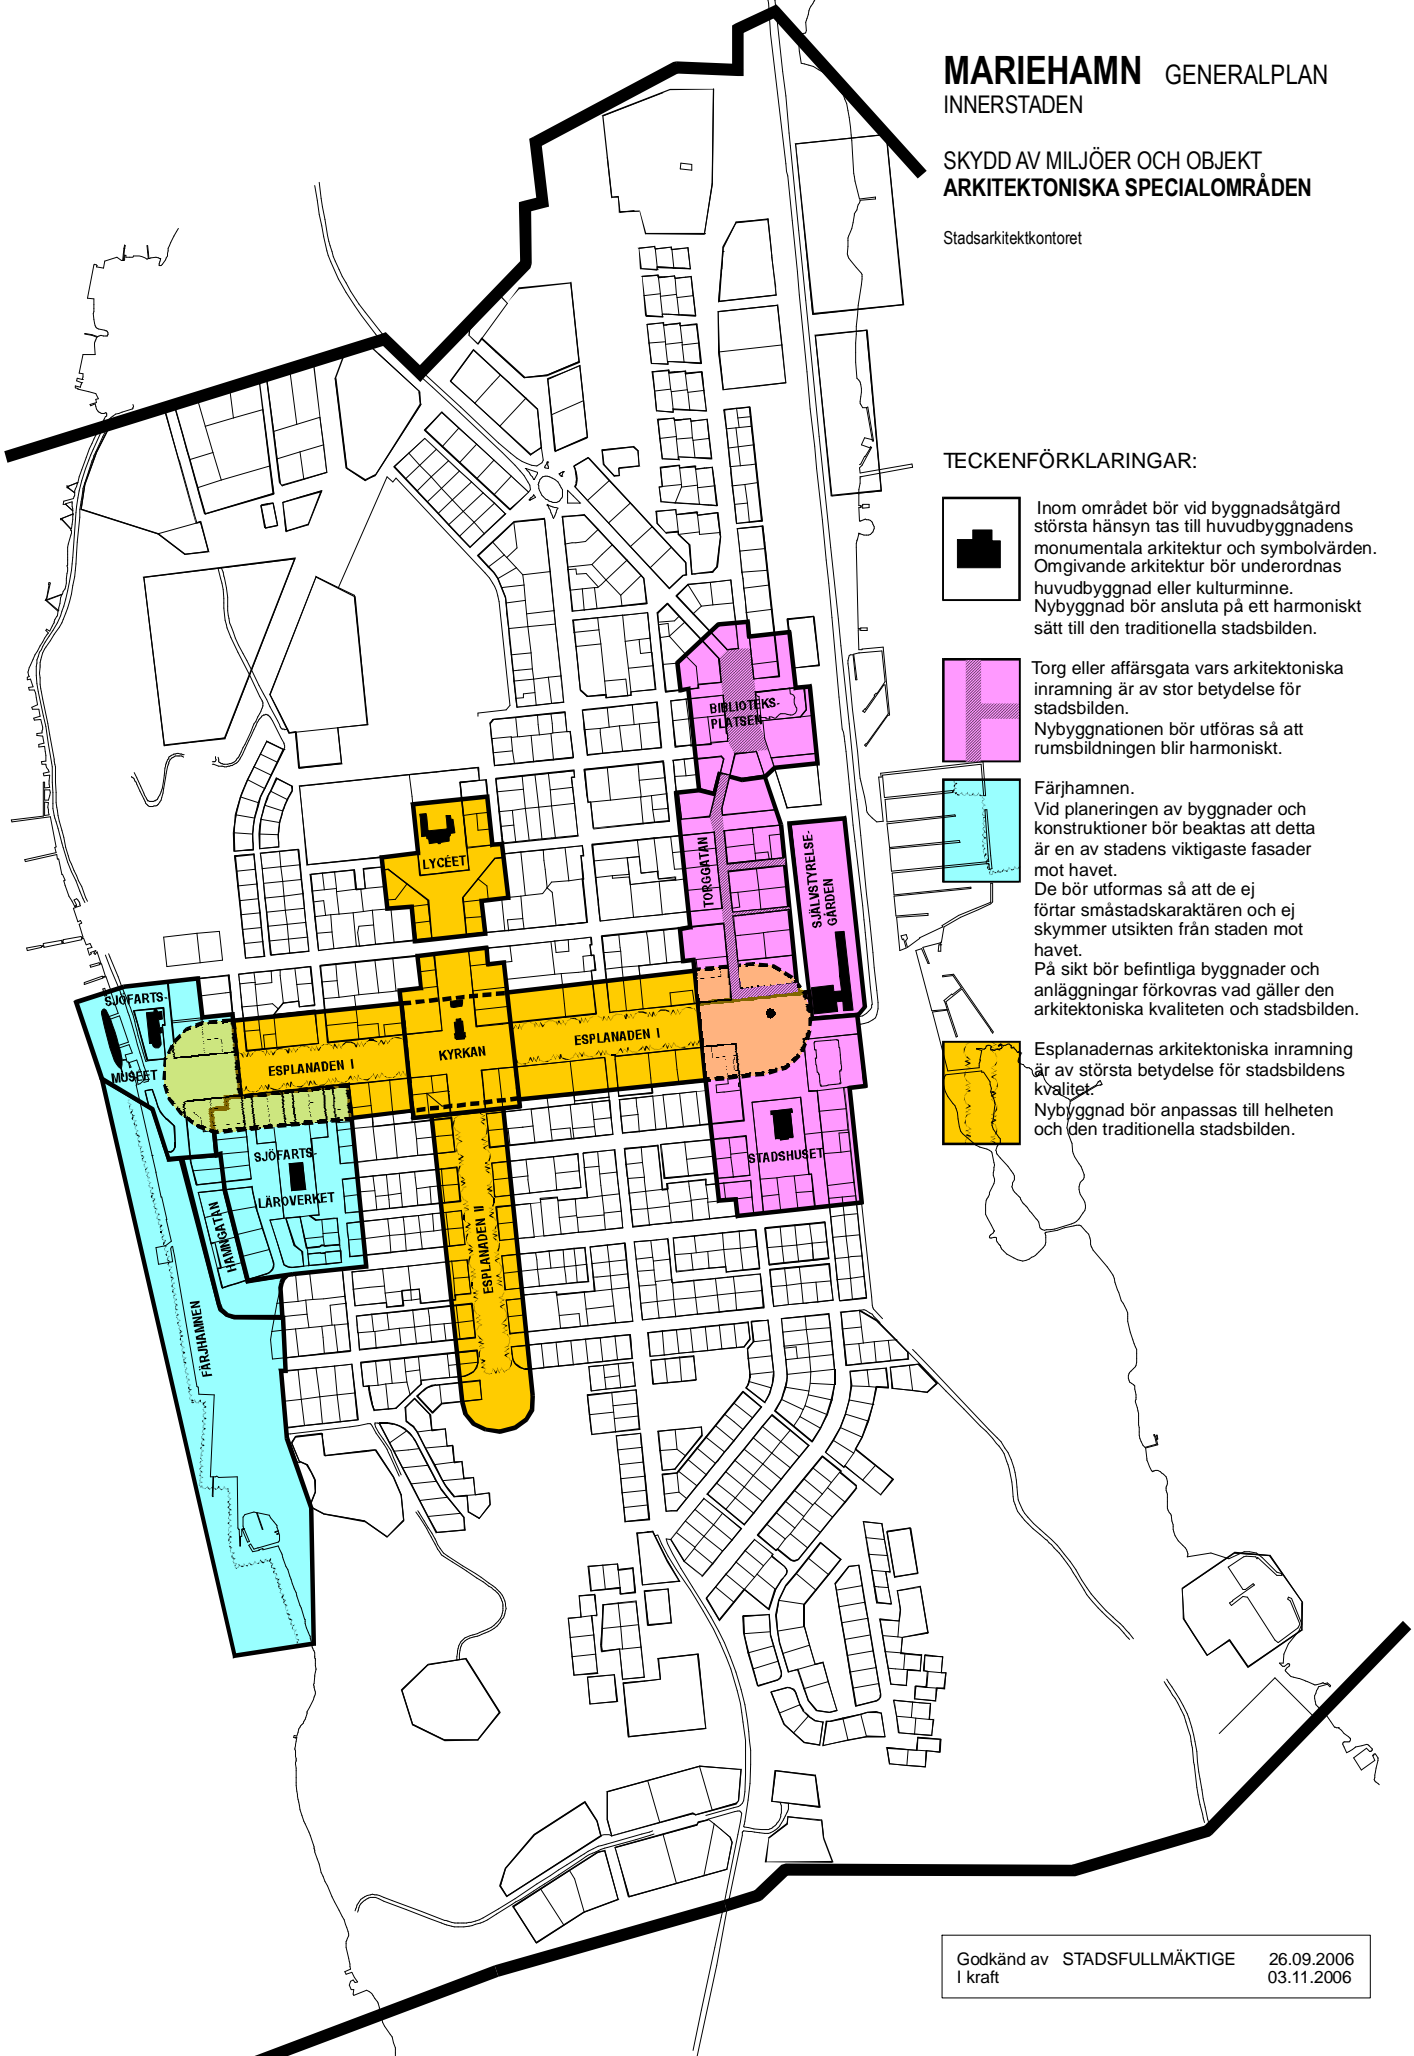 MARIEHAMN GENERALPLAN
INNERSTADEN
SKYDD AV MILJÖER OCH OBJEKT
ARKITEKTONISKA SPECIALOMRÅDEN
Stadsarkitektkontoret
TECKENFÖRKLARINGAR:
Inom området bör vid byggnadsåtgärd
största hänsyn tas till huvudbyggnadens
monumentala arkitektur och symbolvärden.
Omgivande arkitektur bör underordnas
huvudbyggnad eller kulturminne.
Nybyggnad bör ansluta på ett harmoniskt
sätt till den traditionella stadsbilden.
Torg eller affärsgata vars arkitektoniska
inramning är av stor betydelse för
stadsbilden.
Nybyggnationen bör utföras så att
rumsbildningen blir harmoniskt.
Färjhamnen.
Vid planeringen av byggnader och
konstruktioner bör beaktas att detta
är en av stadens viktigaste fasader
mot havet.
De bör utformas så att de ej
förtar småstadskaraktären och ej
skymmer utsikten från staden mot
havet.
På sikt bör befintliga byggnader och
anläggningar förkovras vad gäller den
arkitektoniska kvaliteten och stadsbilden.
Esplanadernas arkitektoniska inramning
är av största betydelse för stadsbildens
kvalitet.
Nybyggnad bör anpassas till helheten
och den traditionella stadsbilden.
BIBLIOTEKS-
PLATSEN
TORGGATAN
SJÄLVSTYRELSE-
GÅRDEN
LYCÉET
SJÖFARTS-
MUSEET
ESPLANADEN I
KYRKAN
ESPLANADEN I
STADSHUSET
SJÖFARTS-
LÄROVERKET
HAMNGATAN
ESPLANADEN II
FÄRJHAMNEN
Godkänd av STADSFULLMÄKTIGE 26.09.2006
I kraft 03.11.2006